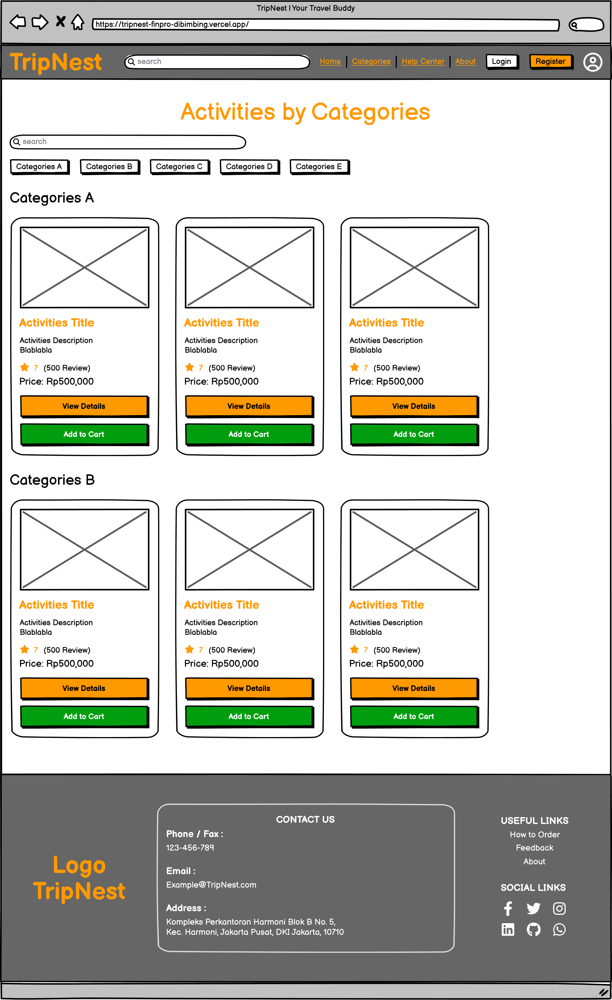 TripNest | Your Travel Buddy
https://tripnest-finpro-dibimbing.vercel.app/
TripNest
search
Home
Categories
Help Center
About
Login
Register
Activities by Categories
search
Categories A
Categories B
Categories C
Categories D
Categories E
Categories A
Activities Title
Activities Description
Blablabla
7 (500 Review)
Price: Rp500,000
View Details
Add to Cart
Activities Title
Activities Description
Blablabla
7 (500 Review)
Price: Rp500,000
View Details
Add to Cart
Activities Title
Activities Description
Blablabla
7 (500 Review)
Price: Rp500,000
View Details
Add to Cart
Categories B
Activities Title
Activities Description
Blablabla
7 (500 Review)
Price: Rp500,000
View Details
Add to Cart
Activities Title
Activities Description
Blablabla
7 (500 Review)
Price: Rp500,000
View Details
Add to Cart
Activities Title
Activities Description
Blablabla
7 (500 Review)
Price: Rp500,000
View Details
Add to Cart
Logo
TripNest
CONTACT US
Phone / Fax :
123-456-789
Email :
Example@TripNest.com
Address :
Kompleks Perkantoran Harmoni Blok B No. 5,
Kec. Harmoni, Jakarta Pusat, DKI Jakarta, 10710
USEFUL LINKS
How to Order
Feedback
About
SOCIAL LINKS